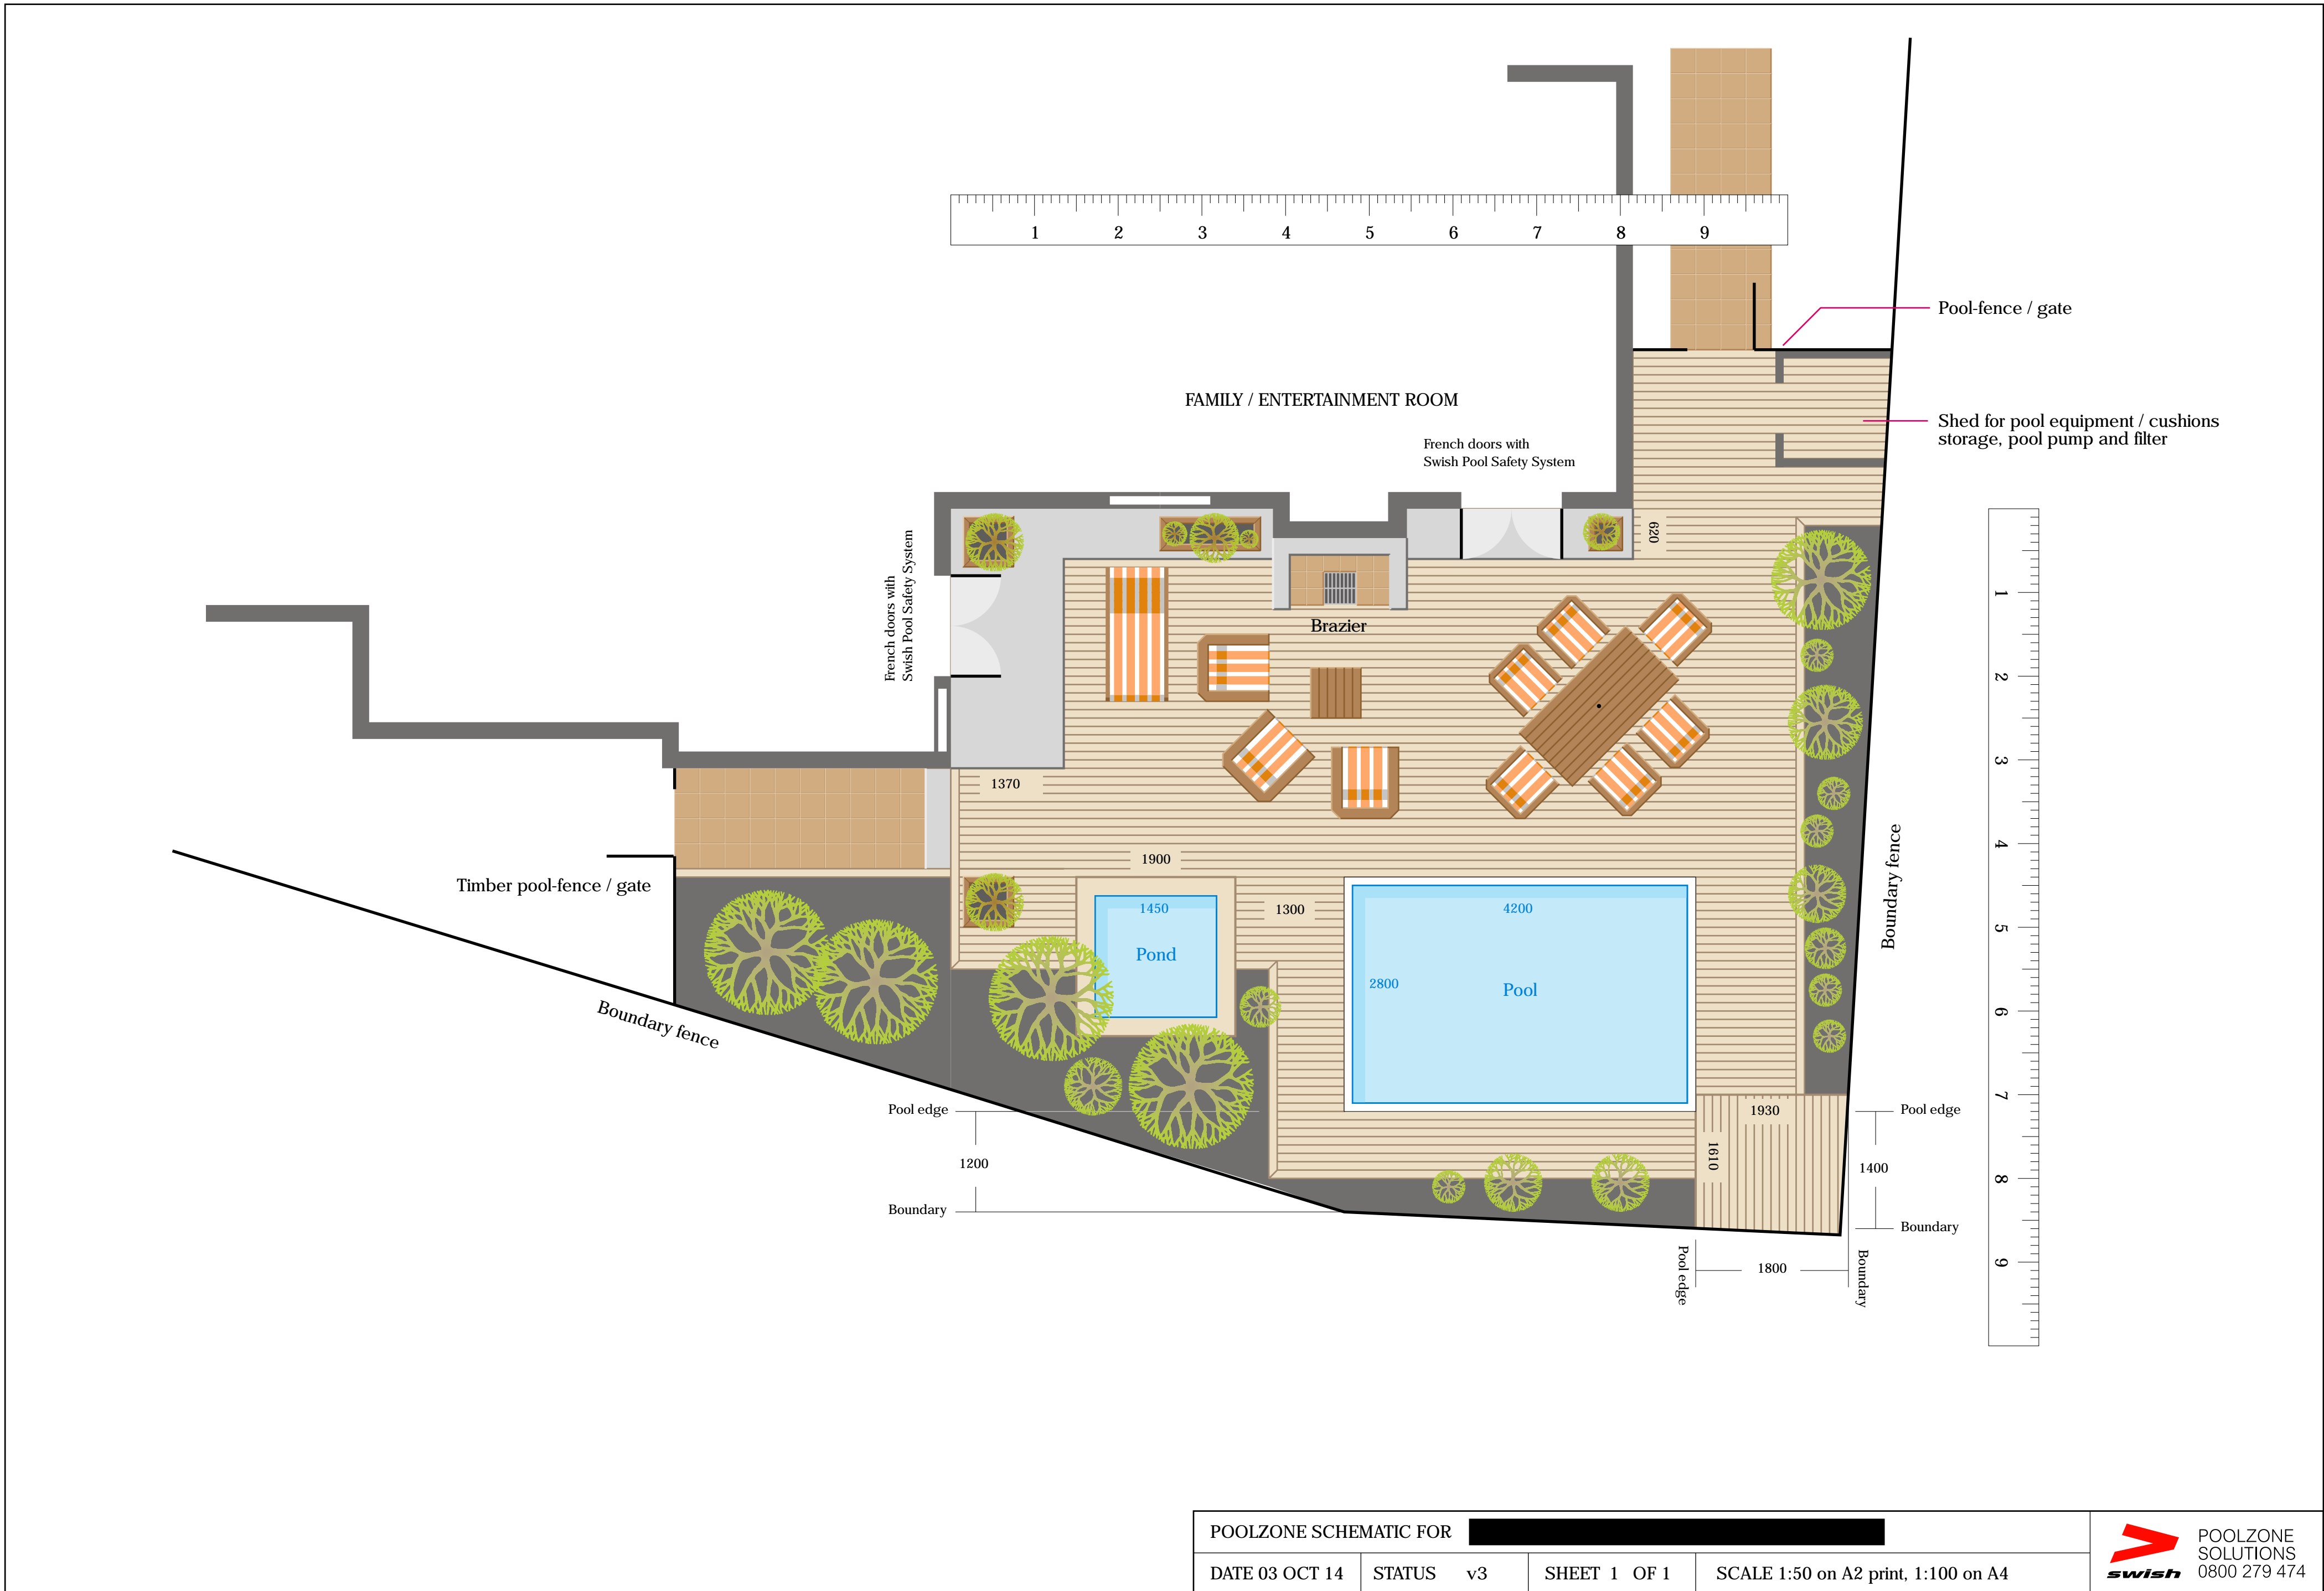 1 2 3 4 5 6 7 8 9
Pool-fence / gate
FAMILY / ENTERTAINMENT ROOM
Shed for pool equipment / cushions
storage, pool pump and filter
French doors with
Swish Pool Safety System
620
French doors with
Swish Pool Safety System
Brazier
1370
1900
Timber pool-fence / gate
1450
1300
4200
Pond
2800
Pool
Boundary fence
Boundary fence
1 2 3 4 5 6 7 8 9
Pool edge
1200
Boundary
1930
1610
Pool edge
1400
Boundary
Pool edge
1800
Boundary
POOLZONE SCHEMATIC FOR
DATE 03 OCT 14
STATUS v3
SHEET 1 OF 1
SCALE 1:50 on A2 print, 1:100 on A4
swish
POOLZONE
SOLUTIONS
0800 279 474